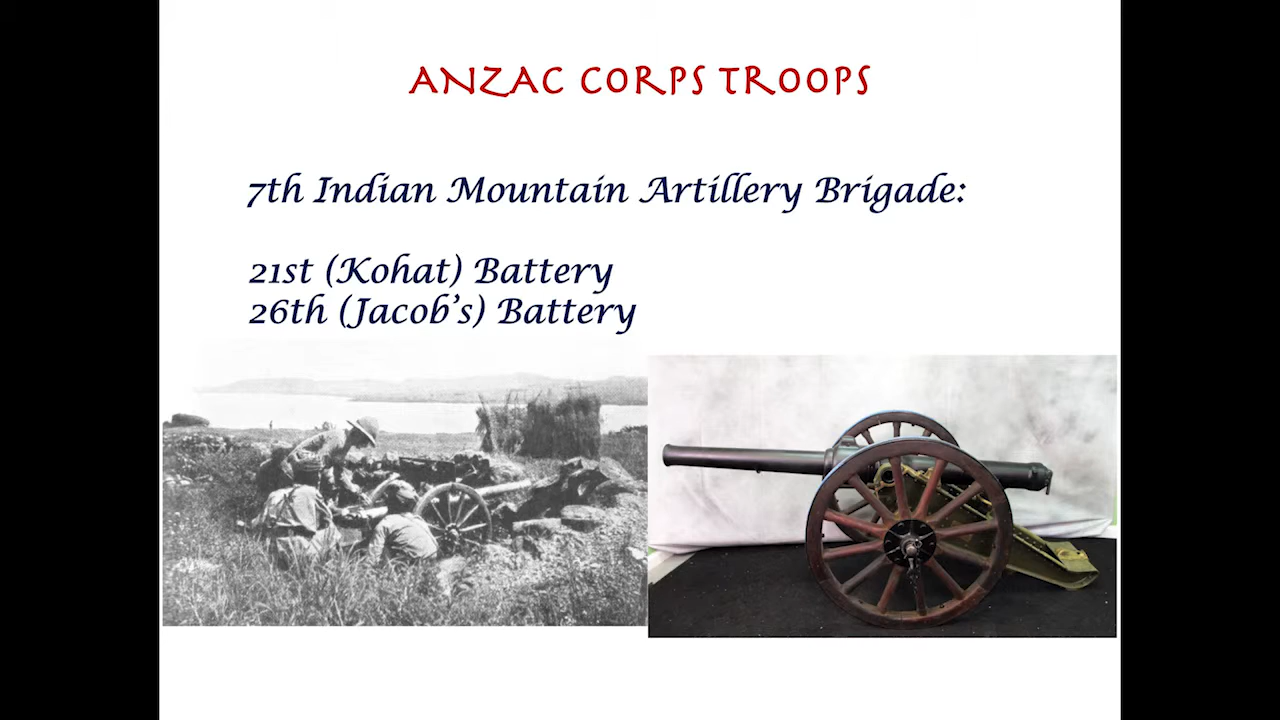 ANZAC CORPS TROOPS
7th Indian Mountain Artillery Brigade:
21st (Kohat) Battery
26th (Jacob's) Battery